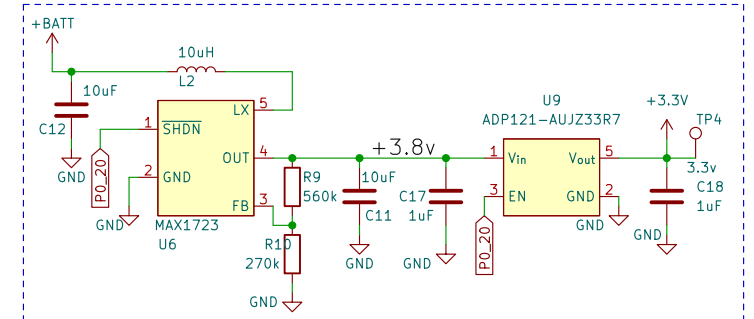 +BATT
10uH
L2
10uF
C12
LX 5
1 SHDN
OUT 4
2 GND
FB 3
P0_20
GND
GND
MAX1723
U6
R9
560k
R10
270k
GND
+3.8v
10uF
C11
GND
C17
1uF
GND
U9
ADP121-AUJZ33R7
1 Vin
Vout 5
3 EN
GND 2
P0_20
GND
+3.3V
TP4
3.3v
C18
1uF
GND